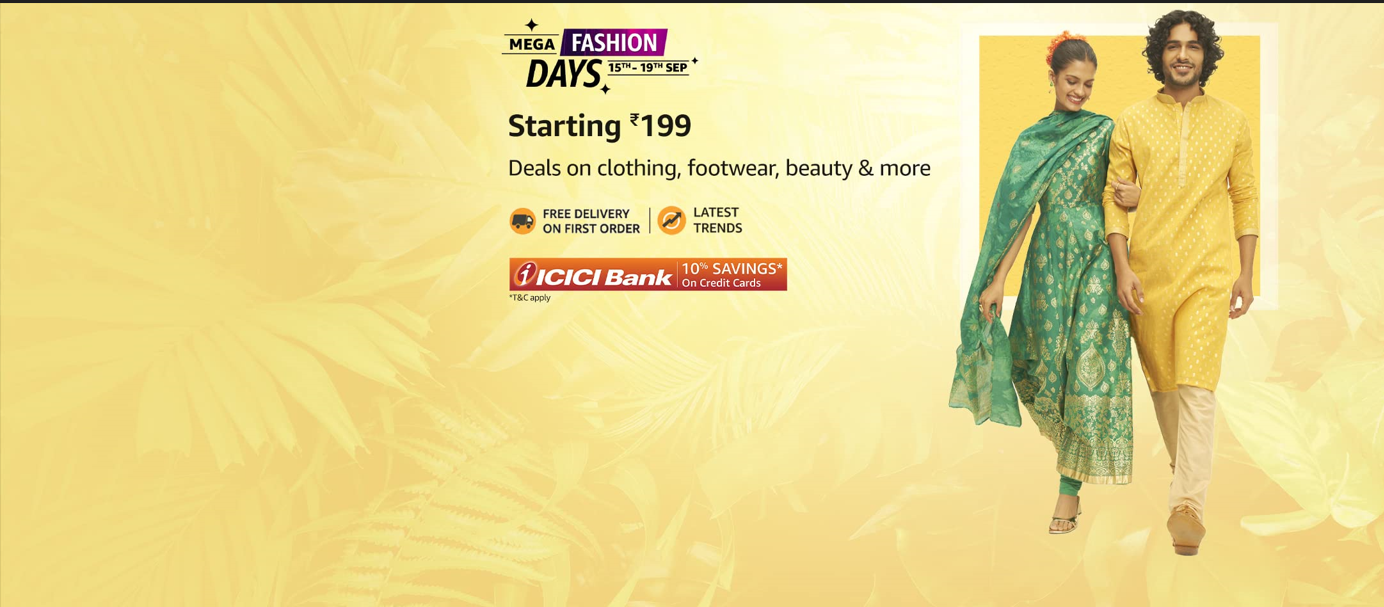 MEGA FASHION
DAYS 15TH - 19TH SEP
Starting ₹199
Deals on clothing, footwear, beauty & more
FREE DELIVERY
ON FIRST ORDER
LATEST
TRENDS
ICICI Bank
10% SAVINGS*
On Credit Cards
*T&C apply